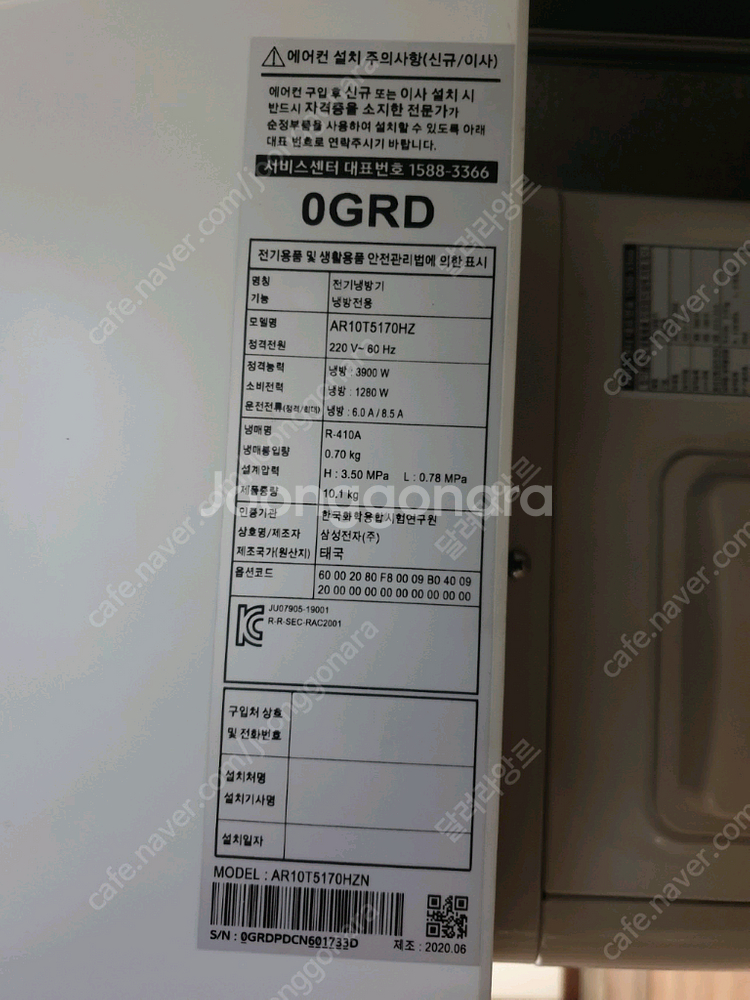 에어컨 설치 주의사항(신규/이사)
에어컨 구입 후 신규 또는 이사 설치 시
반드시 자격증을 소지한 전문가가
순정부품을 사용하여 설치할 수 있도록 아래
대표 번호로 연락주시기 바랍니다.
서비스센터 대표번호 1588-3366
0GRD
전기용품 및 생활용품 안전관리법에 의한 표시
명칭 전기냉방기
기능 냉방전용
모델명 AR10T5170HZ
정격전원 220 V~ 60 Hz
정격능력 냉방 : 3900 W
소비전력 냉방 : 1280 W
운전전류(정격/최대) 냉방 : 6.0 A / 8.5 A
냉매명 R-410A
냉매봉입량 0.70 kg
설계압력 H : 3.50 MPa L : 0.78 MPa
제품중량 10.1 kg
인증기관 한국화학융합시험연구원
상호명/제조자 삼성전자(주)
제조국가(원산지) 태국
옵션코드 60 00 20 80 F8 00 09 B0 40 09
20 00 00 00 00 00 00 00 00 00
JU07905-19001
R-R-SEC-RAC2001
구입처 상호
및 전화번호
설치처명
설치기사명
설치일자
MODEL : AR10T5170HZN
S/N : 0GRDPDCN601733D 제조 : 2020.06
Joonggonara
cafe.naver.com/joonggonara
달러라앙르